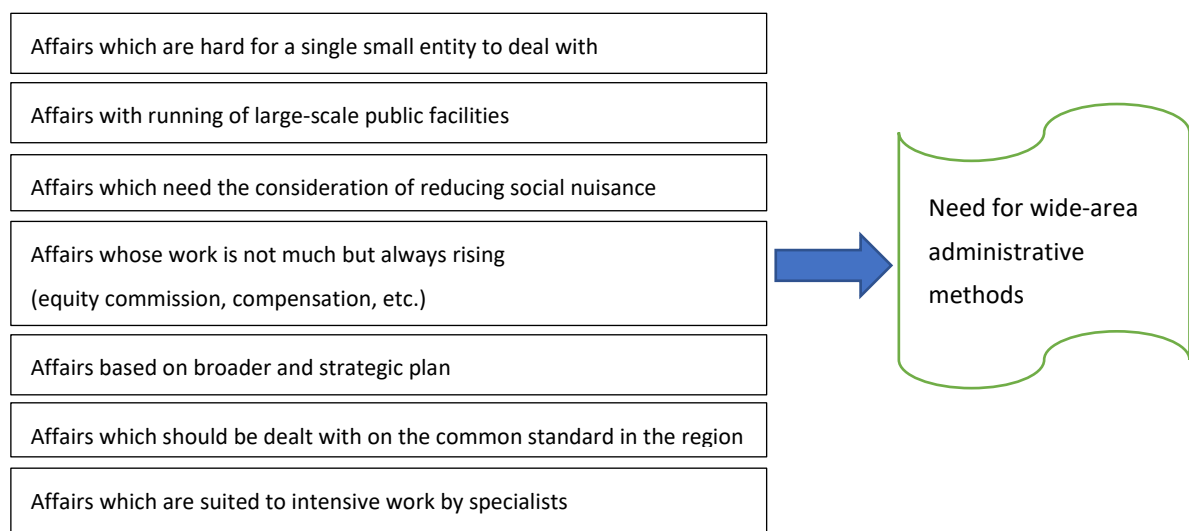 Affairs which are hard for a single small entity to deal with
Affairs with running of large-scale public facilities
Affairs which need the consideration of reducing social nuisance
Affairs whose work is not much but always rising
(equity commission, compensation, etc.)
Affairs based on broader and strategic plan
Affairs which should be dealt with on the common standard in the region
Affairs which are suited to intensive work by specialists
Need for wide-area
administrative
methods